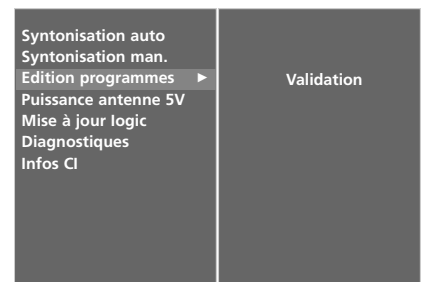 Syntonisation auto
Syntonisation man.
Edition programmes ►
Puissance antenne 5V
Mise à jour logic
Diagnostiques
Infos CI
Validation